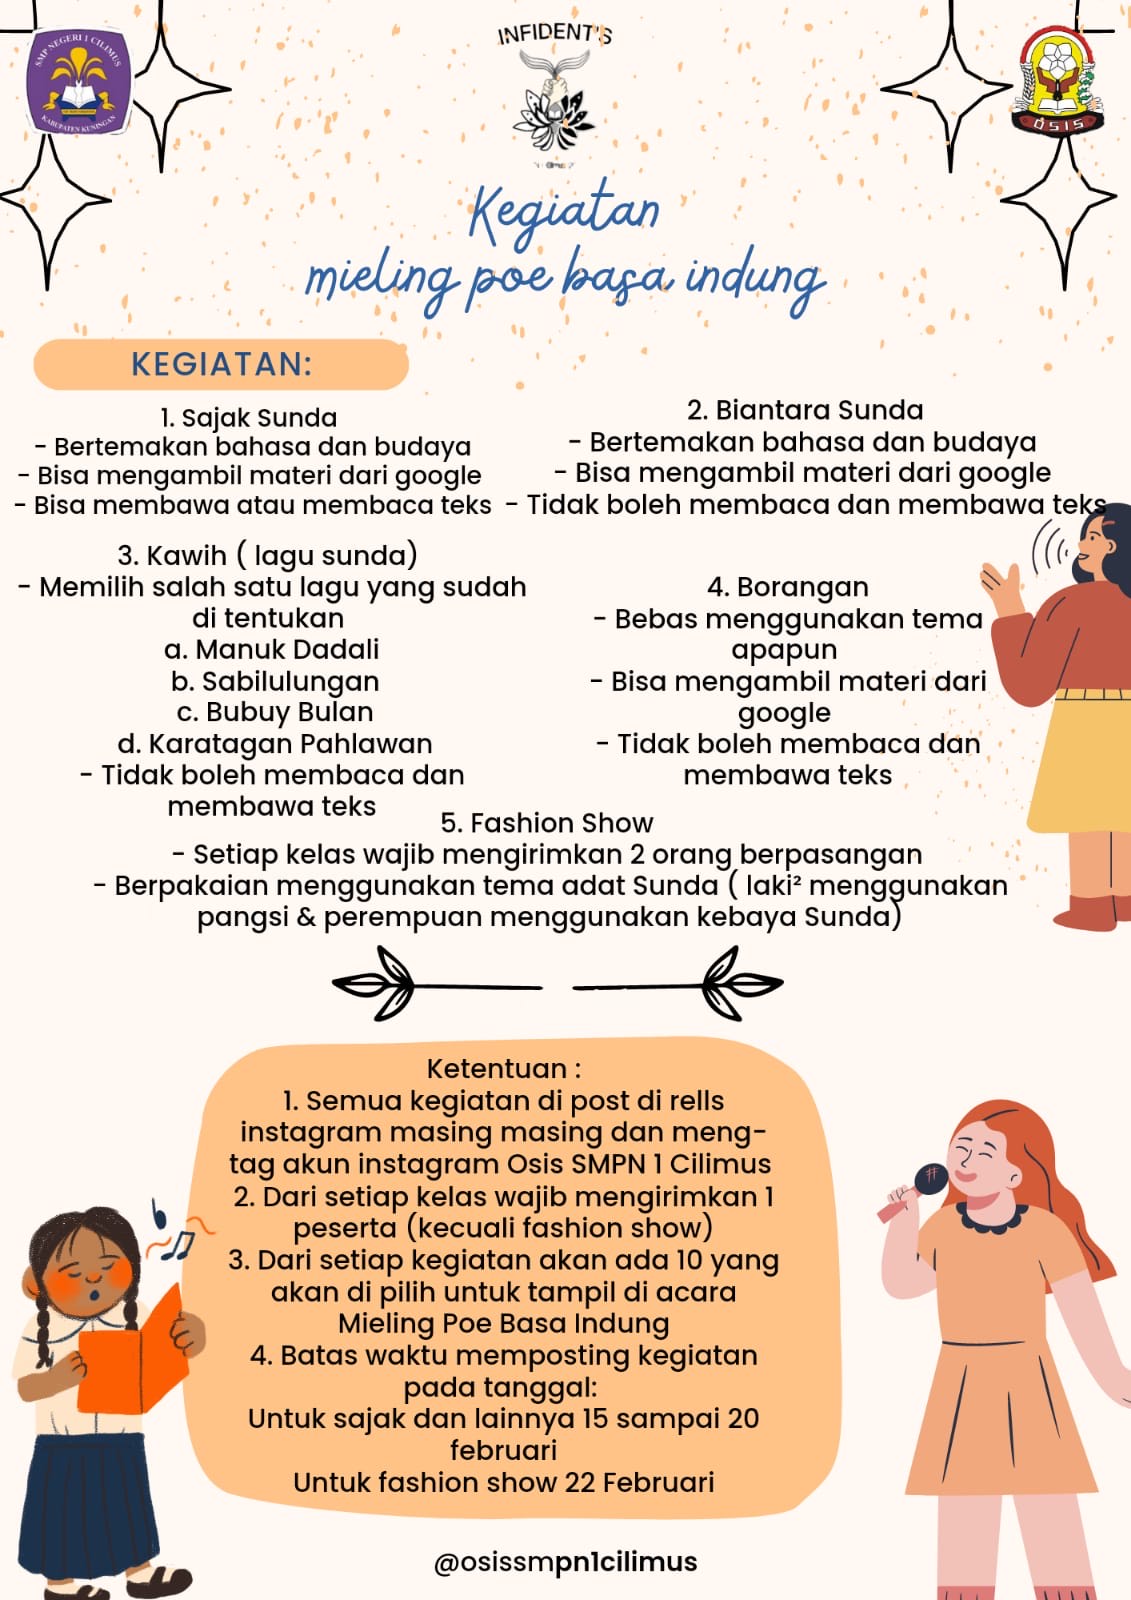 SMP NEGERI 1 CILIMUS
KABUPATEN KUNINGAN
INFIDENT'S
OSIS
Kegiatan
mieling poe basa indung
KEGIATAN:
1. Sajak Sunda
- Bertemakan bahasa dan budaya
- Bisa mengambil materi dari google
- Bisa membawa atau membaca teks
2. Biantara Sunda
- Bertemakan bahasa dan budaya
- Bisa mengambil materi dari google
- Tidak boleh membaca dan membawa teks
3. Kawih ( lagu sunda)
- Memilih salah satu lagu yang sudah
di tentukan
a. Manuk Dadali
b. Sabilulungan
c. Bubuy Bulan
d. Karatagan Pahlawan
- Tidak boleh membaca dan
membawa teks
4. Borangan
- Bebas menggunakan tema
apapun
- Bisa mengambil materi dari
google
- Tidak boleh membaca dan
membawa teks
5. Fashion Show
- Setiap kelas wajib mengirimkan 2 orang berpasangan
- Berpakaian menggunakan tema adat Sunda ( laki² menggunakan
pangsi & perempuan menggunakan kebaya Sunda)
Ketentuan :
1. Semua kegiatan di post di rells
instagram masing masing dan meng-
tag akun instagram Osis SMPN 1 Cilimus
2. Dari setiap kelas wajib mengirimkan 1
peserta (kecuali fashion show)
3. Dari setiap kegiatan akan ada 10 yang
akan di pilih untuk tampil di acara
Mieling Poe Basa Indung
4. Batas waktu memposting kegiatan
pada tanggal:
Untuk sajak dan lainnya 15 sampai 20
februari
Untuk fashion show 22 Februari
@osissmpn1cilimus